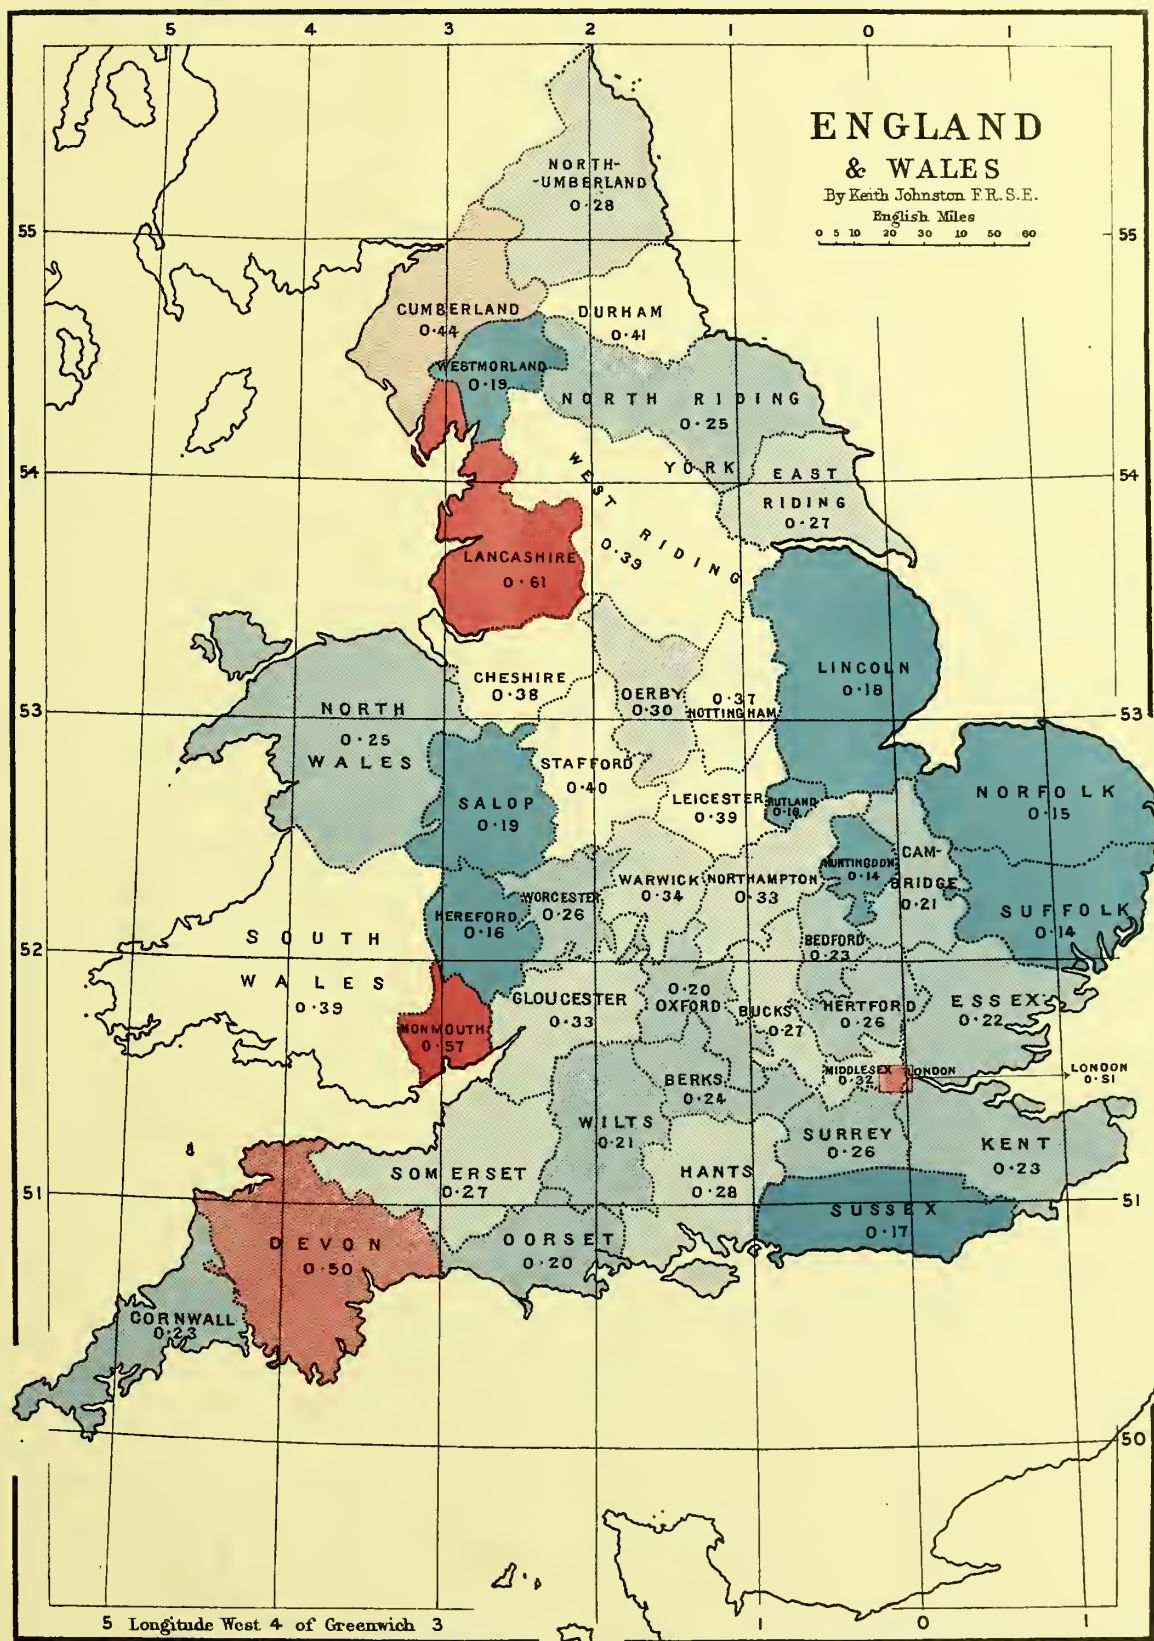 5 4 3 2 1 0 1
ENGLAND
& WALES
By Keith Johnston F.R.S.E.
English Miles
0 5 10 20 30 10 50 60
55 55
NORTH-
-UMBERLAND
0·28
CUMBERLAND
0·44
DURHAM
0·41
WESTMORLAND
0·19
NORTH RIDING
0·25
54 54
YORK
EAST
RIDING
0·27
WEST RIDING
0·39
LANCASHIRE
0·61
CHESHIRE
0·38
DERBY
0·30
0·37
NOTTINGHAM
LINCOLN
0·18
53 53
NORTH
0·25
WALES
STAFFORD
0·40
SALOP
0·19
LEICESTER
0·39
RUTLAND
0·18
NORFOLK
0·15
HUNTINGDON
0·14
CAM-
BRIDGE
0·21
WARWICK
0·34
NORTHAMPTON
0·33
WORCESTER
0·26
HEREFORD
0·16
SUFFOLK
0·14
52 52
SOUTH
WALES
0·39
BEDFORD
0·23
GLOUCESTER
0·33
0·20
OXFORD
BUCKS
0·27
HERTFORD
0·26
ESSEX
0·22
MONMOUTH
0·57
MIDDLESEX
0·32
LONDON
LONDON
0·51
BERKS
0·24
WILTS
0·21
SURREY
0·26
KENT
0·23
SOMERSET
0·27
HANTS
0·28
51 51
SUSSEX
0·17
DEVON
0·50
DORSET
0·20
CORNWALL
0·23
50
5 Longitude West 4 of Greenwich 3 1 0 1